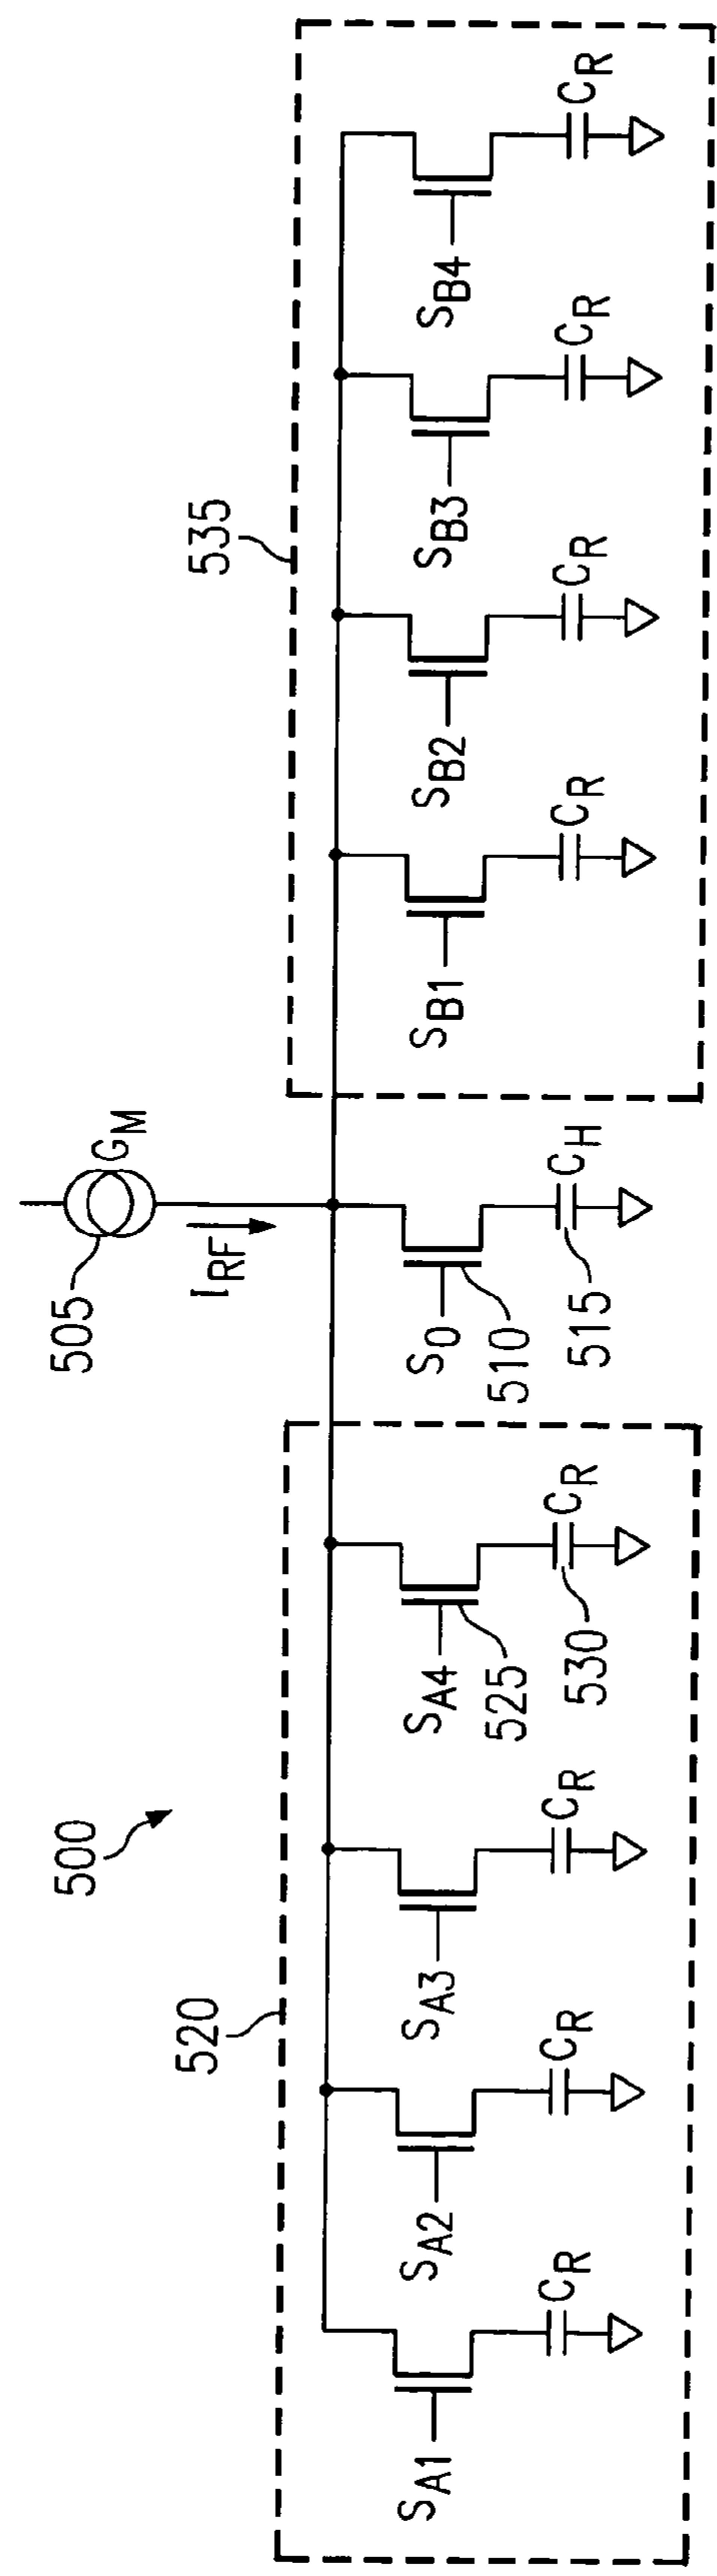 500
505
G_M
I_RF
520
535
S_A1
C_R
S_A2
C_R
S_A3
C_R
S_A4
525
C_R
530
S_0
510
C_H
515
S_B1
C_R
S_B2
C_R
S_B3
C_R
S_B4
C_R